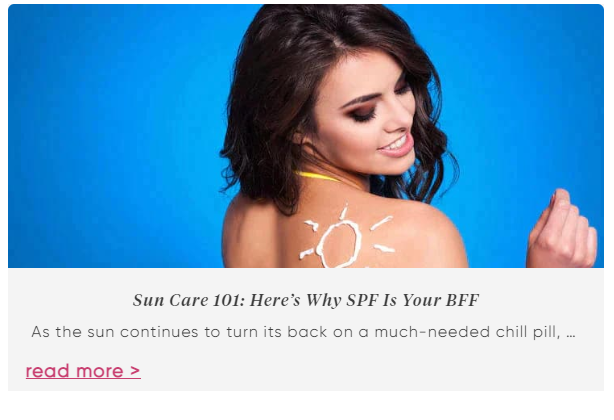 Sun Care 101: Here’s Why SPF Is Your BFF
As the sun continues to turn its back on a much-needed chill pill, …
read more >